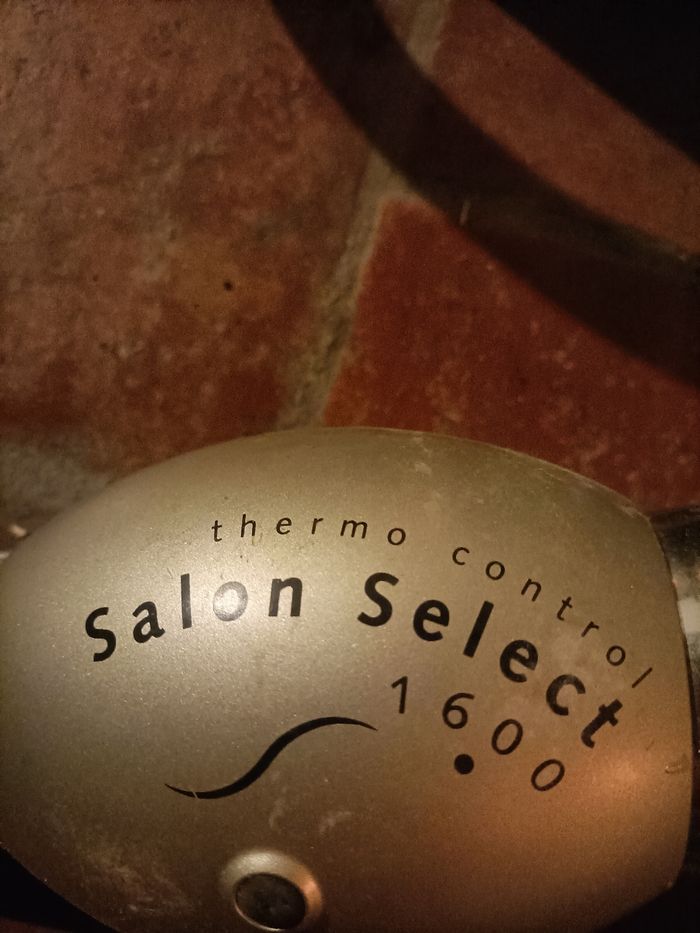 thermo control
Salon Select
1600